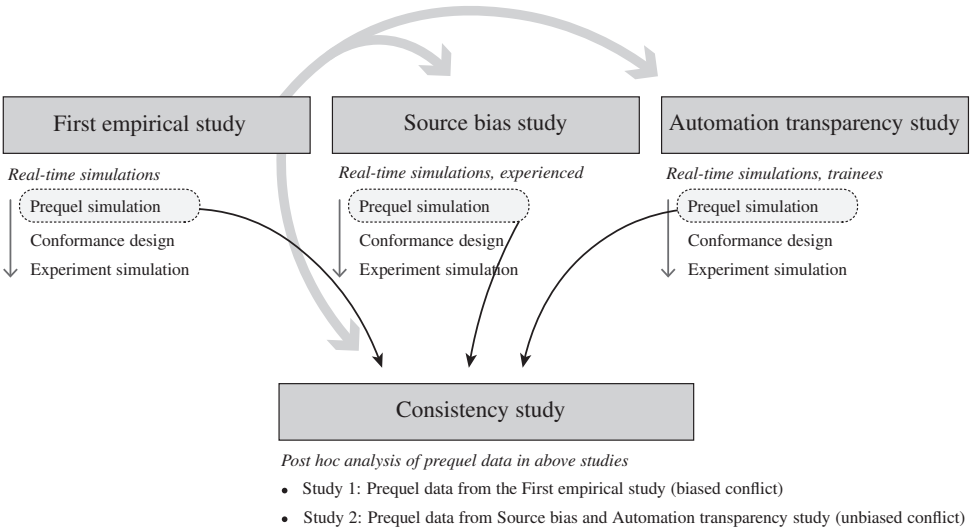 First empirical study
Source bias study
Automation transparency study
Real-time simulations
Prequel simulation
Conformance design
Experiment simulation
Real-time simulations, experienced
Prequel simulation
Conformance design
Experiment simulation
Real-time simulations, trainees
Prequel simulation
Conformance design
Experiment simulation
Consistency study
Post hoc analysis of prequel data in above studies
• Study 1: Prequel data from the First empirical study (biased conflict)
• Study 2: Prequel data from Source bias and Automation transparency study (unbiased conflict)